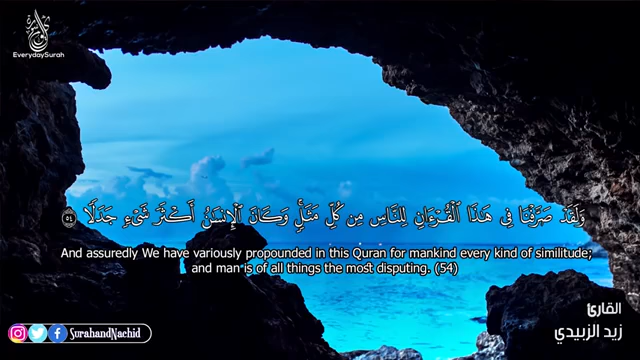 EverydaySurah
وَلَقَدْ صَرَّفْنَا فِى هَٰذَا ٱلْقُرْءَانِ لِلنَّاسِ مِن كُلِّ مَثَلٍۢ ۚ وَكَانَ ٱلْإِنسَٰنُ أَكْثَرَ شَىْءٍۢ جَدَلًۭا ٥٤
And assuredly We have variously propounded in this Quran for mankind every kind of similitude;
and man is of all things the most disputing. (54)
القارئ
زيد الزبيدي
SurahandNachid